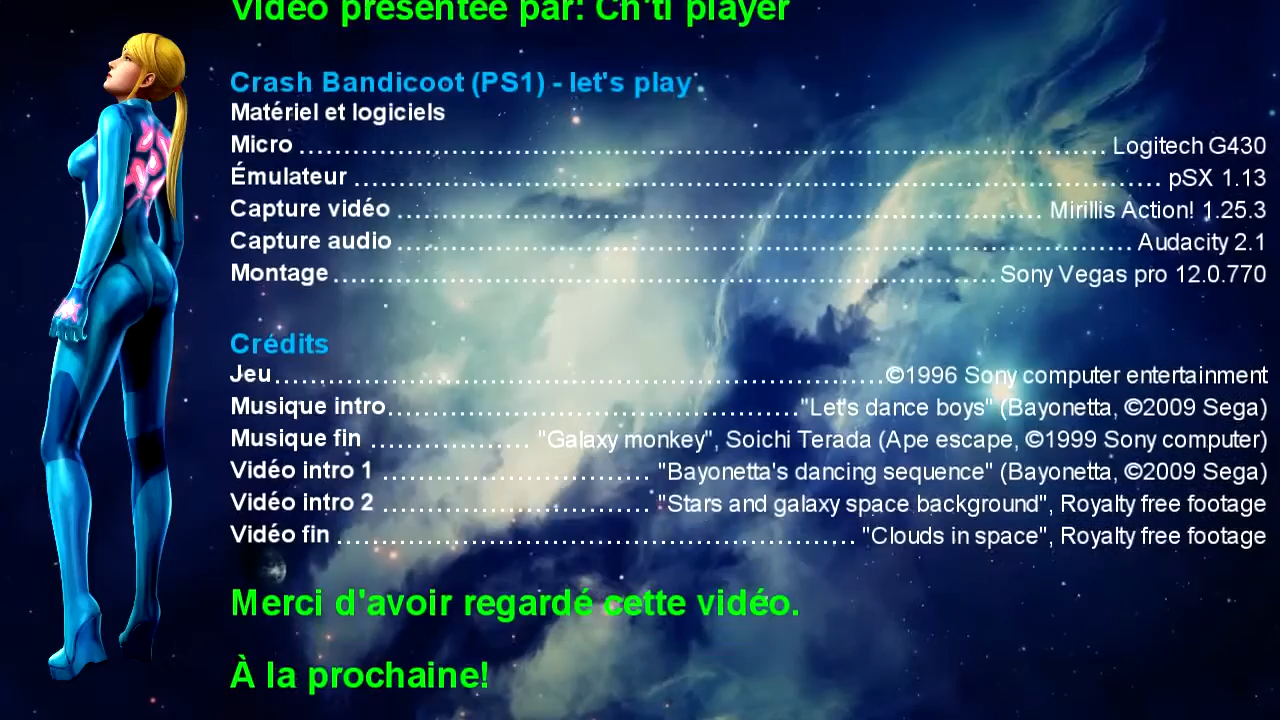 Vidéo présentée par: Ch'ti player
Crash Bandicoot (PS1) - let's play
Matériel et logiciels
Micro ........................................................................................ Logitech G430
Émulateur ........................................................................................ pSX 1.13
Capture vidéo ...................................................................... Mirillis Action! 1.25.3
Capture audio ................................................................................ Audacity 2.1
Montage ........................................................................ Sony Vegas pro 12.0.770
Crédits
Jeu..................................................................©1996 Sony computer entertainment
Musique intro............................................."Let's dance boys" (Bayonetta, ©2009 Sega)
Musique fin .................. "Galaxy monkey", Soichi Terada (Ape escape, ©1999 Sony computer)
Vidéo intro 1 ............................. "Bayonetta's dancing sequence" (Bayonetta, ©2009 Sega)
Vidéo intro 2 ............................. "Stars and galaxy space background", Royalty free footage
Vidéo fin ......................................................... "Clouds in space", Royalty free footage
Merci d'avoir regardé cette vidéo.
À la prochaine!